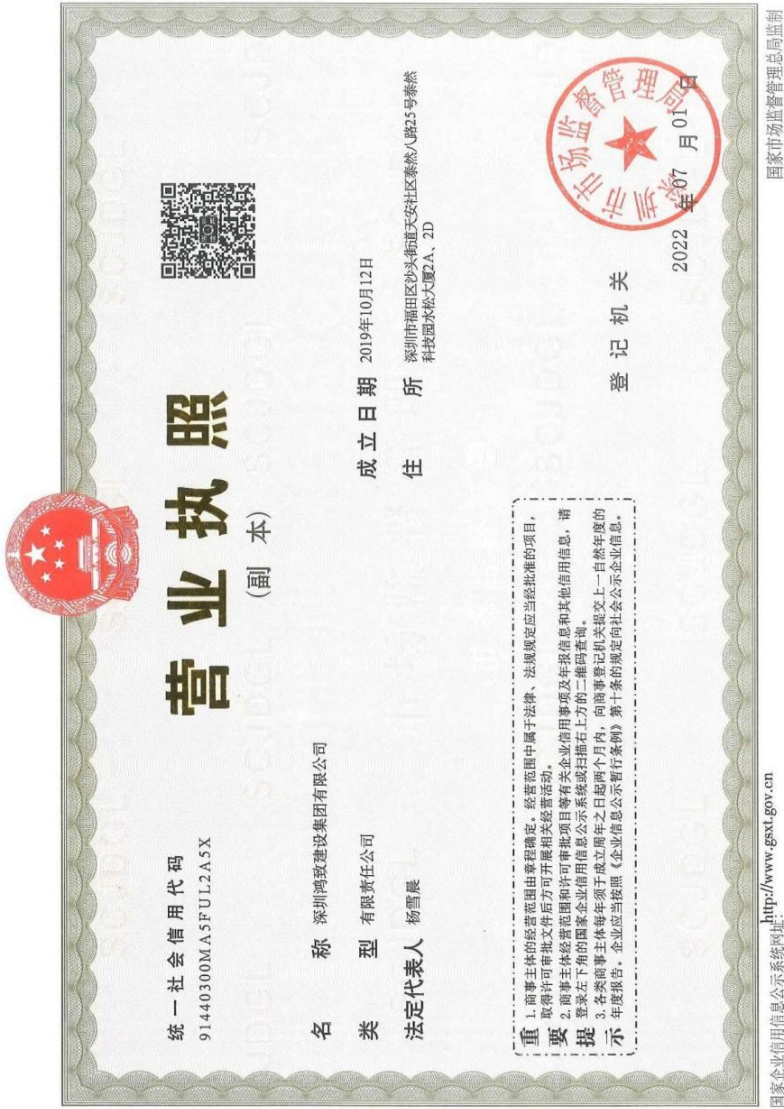 营业执照
(副 本)
统一社会信用代码
91440300MA5FUL2A5X
名 称 深圳鸿致建设集团有限公司
类 型 有限责任公司
法定代表人 杨雪晨
成立日期 2019年10月12日
住 所 深圳市福田区沙头街道天安社区泰然八路25号泰然
科技园水松大厦2A、2D
重要提示
1. 商事主体的经营范围由章程确定。经营范围中属于法律、法规规定应当经批准的项目，
取得许可审批文件后方可开展相关经营活动。
2. 商事主体经营范围和许可审批项目等有关企业信用事项及年报信息和其他信用信息，请
登录左下角的国家企业信用信息公示系统或扫描右上方的二维码查询。
3. 各类商事主体每年须于成立周年之日起两个月内，向商事登记机关提交上一自然年度的
年度报告。企业应当按照《企业信息公示暂行条例》第十条的规定向社会公示企业信息。
登记机关
深圳市市场监督管理局
2022 年 07 月 01 日
国家企业信用信息公示系统网址：http://www.gsxt.gov.cn
国家市场监督管理总局监制